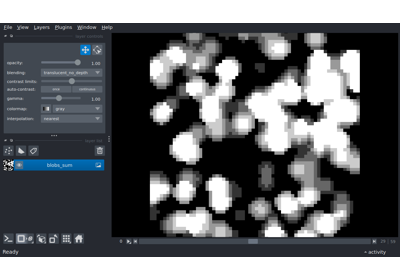 File View Layers Plugins Window Help
opacity: 1.00
blending: translucent_no_depth
contrast limits:
auto-contrast: once continuous
gamma: 1.00
colormap: gray
interpolation: nearest
blobs_sum
Ready
activity